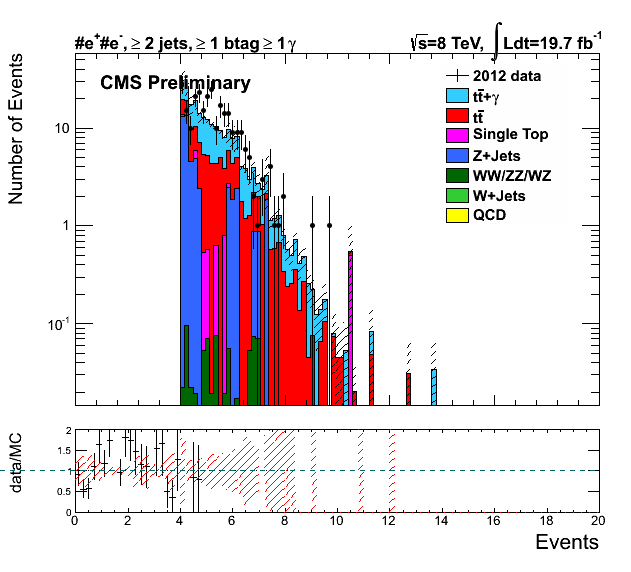 #e+#e-, ≥ 2 jets, ≥ 1 btag ≥ 1 γ
√s=8 TeV, ∫ Ldt=19.7 fb-1
CMS Preliminary
2012 data
tt̄+γ
tt̄
Single Top
Z+Jets
WW/ZZ/WZ
W+Jets
QCD
Number of Events
10
1
10-1
data/MC
2
1.5
1
0.5
0
0 2 4 6 8 10 12 14 16 18 20
Events